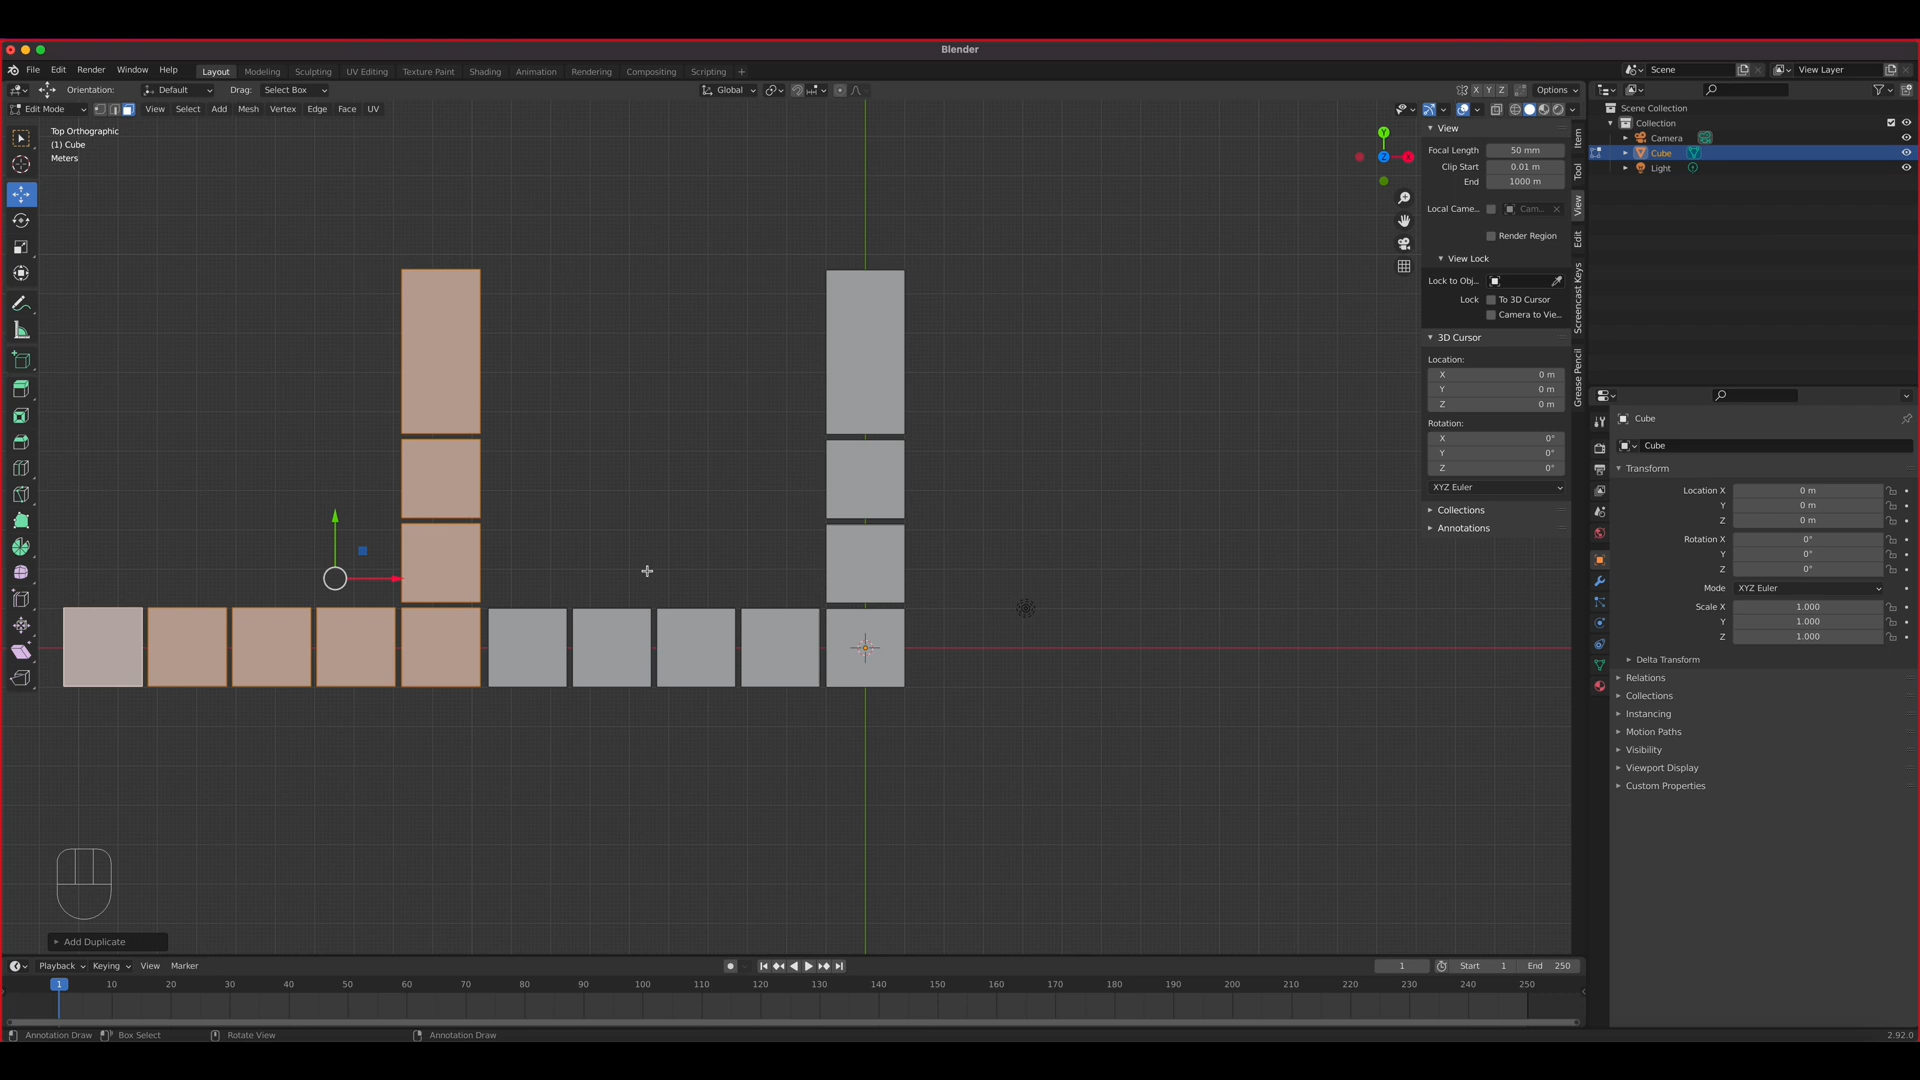 Blender
File Edit Render Window Help Layout Modeling Sculpting UV Editing Texture Paint Shading Animation Rendering Compositing Scripting + Scene View Layer
Orientation: Default Drag: Select Box Global X Y Z Options
Edit Mode View Select Add Mesh Vertex Edge Face UV
Top Orthographic
(1) Cube
Meters
Y
Z
X
View
Focal Length 50 mm
Clip Start 0.01 m
End 1000 m
Local Came... Cam...
Render Region
View Lock
Lock to Obj...
Lock To 3D Cursor
Camera to Vie...
3D Cursor
Location:
X 0 m
Y 0 m
Z 0 m
Rotation:
X 0°
Y 0°
Z 0°
XYZ Euler
Collections
Annotations
Item
Tool
View
Edit
Screencast Keys
Grease Pencil
Scene Collection
Collection
Camera
Cube
Light
Cube
Cube
Transform
Location X 0 m
Y 0 m
Z 0 m
Rotation X 0°
Y 0°
Z 0°
Mode XYZ Euler
Scale X 1.000
Y 1.000
Z 1.000
Delta Transform
Relations
Collections
Instancing
Motion Paths
Visibility
Viewport Display
Custom Properties
Add Duplicate
Playback Keying View Marker 1 Start 1 End 250
1 10 20 30 40 50 60 70 80 90 100 110 120 130 140 150 160 170 180 190 200 210 220 230 240 250
Annotation Draw Box Select Rotate View Annotation Draw 2.92.0